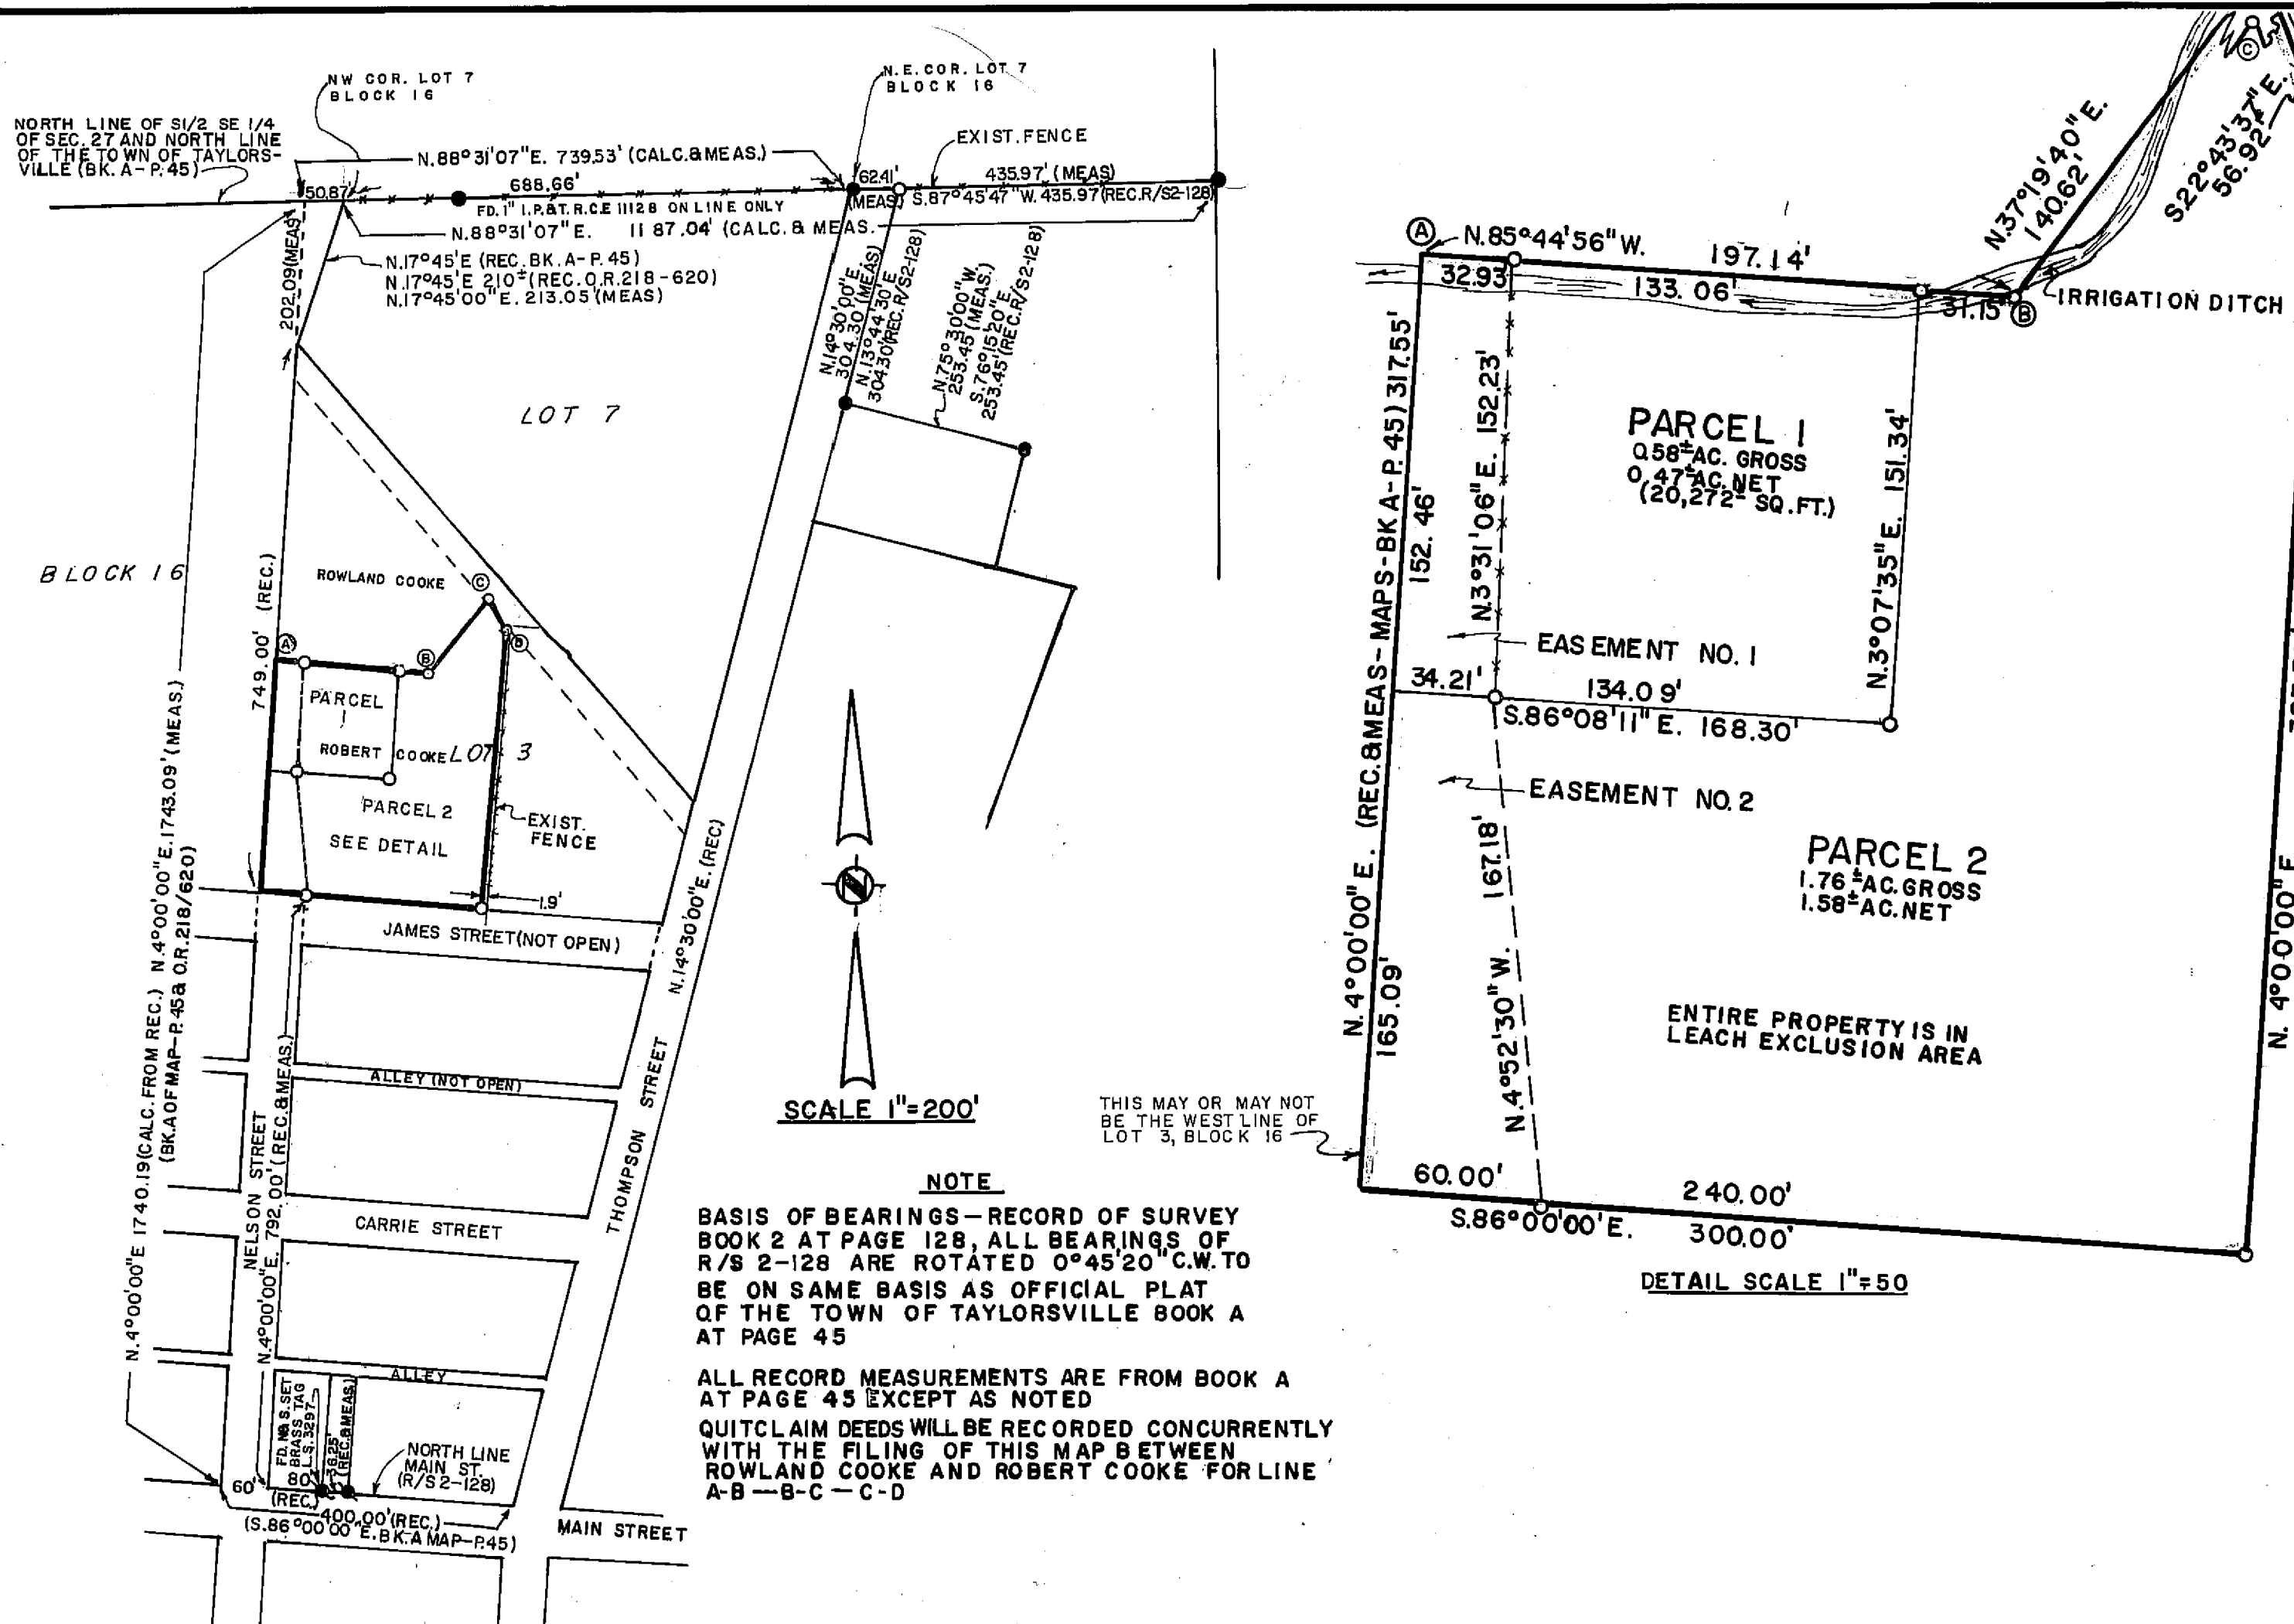 NW COR. LOT 7
BLOCK 16
N.E. COR. LOT 7
BLOCK 16
NORTH LINE OF S1/2 SE 1/4
OF SEC. 27 AND NORTH LINE
OF THE TOWN OF TAYLORS-
VILLE (BK. A-P. 45)
EXIST. FENCE
N.88°31'07"E. 739.53' (CALC.&MEAS.)
50.87'
688.66'
62.41'
(MEAS)
435.97' (MEAS)
S.87°45'47"W. 435.97(REC.R/S2-128)
FD. 1" I.P.&T. R.C.E 11128 ON LINE ONLY
N.88°31'07"E. 1187.04' (CALC. & MEAS.
202.09(MEAS)
N.17°45'E (REC. BK. A-P. 45)
N.17°45'E 210± (REC. O.R. 218-620)
N.17°45'00"E. 213.05'(MEAS)
N.14°30'00"E
304.30'(MEAS)
N.13°44'30"E
304.30'(REC.R/S2-128)
N.75°30'00"W.
253.45'(MEAS.)
S.76°15'20"E.
253.45'(REC.R/S2-128)
LOT 7
BLOCK 16
749.00' (REC.)
ROWLAND COOKE
C
A
B
D
PARCEL
1
ROBERT COOKE
LOT 3
PARCEL 2
SEE DETAIL
EXIST.
FENCE
1.9'
JAMES STREET(NOT OPEN)
N.4°00'00"E 1740.19(CALC. FROM REC.) N.4°00'00"E. 1743.09'(MEAS.)
(BK.A OF MAP-P.45& O.R.218/620)
NELSON STREET
N.4°00'00"E. 792.00'(REC.&MEAS.)
THOMPSON STREET N.14°30'00"E.(REC)
ALLEY (NOT OPEN)
CARRIE STREET
ALLEY
BRASS TAG
L.S. 3297
(REC.&MEAS.)
NORTH LINE
MAIN ST.
(R/S 2-128)
60'
80'
(REC.)
400.00'(REC.)
(S.86°00'00"E. BK. A MAP-P.45)
MAIN STREET
SCALE 1"=200'
NOTE
BASIS OF BEARINGS—RECORD OF SURVEY
BOOK 2 AT PAGE 128, ALL BEARINGS OF
R/S 2-128 ARE ROTATED 0°45'20"C.W. TO
BE ON SAME BASIS AS OFFICIAL PLAT
OF THE TOWN OF TAYLORSVILLE BOOK A
AT PAGE 45
ALL RECORD MEASUREMENTS ARE FROM BOOK A
AT PAGE 45 EXCEPT AS NOTED
QUITCLAIM DEEDS WILL BE RECORDED CONCURRENTLY
WITH THE FILING OF THIS MAP BETWEEN
ROWLAND COOKE AND ROBERT COOKE FOR LINE
A-B—B-C—C-D
C
N.37°19'40"E.
140.62'
S22°43'37"E.
56.92'
A
N.85°44'56"W. 197.14'
32.93'
133.06'
31.15'
B
IRRIGATION DITCH
N.4°00'00"E. (REC.&MEAS-MAPS-BK A-P.45) 317.55'
152.46'
N.3°31'06"E. 152.23'
PARCEL 1
0.58± AC. GROSS
0.47± AC. NET
(20,272± SQ.FT.)
N.3°07'35"E. 151.34'
EASEMENT NO. 1
34.21'
134.09'
S.86°08'11"E. 168.30'
EASEMENT NO. 2
167.18'
N.4°52'30"W.
165.09'
PARCEL 2
1.76± AC. GROSS
1.58± AC. NET
ENTIRE PROPERTY IS IN
LEACH EXCLUSION AREA
N. 4°00'00"E
THIS MAY OR MAY NOT
BE THE WEST LINE OF
LOT 3, BLOCK 16
60.00'
240.00'
S.86°00'00'E. 300.00'
DETAIL SCALE 1"=50